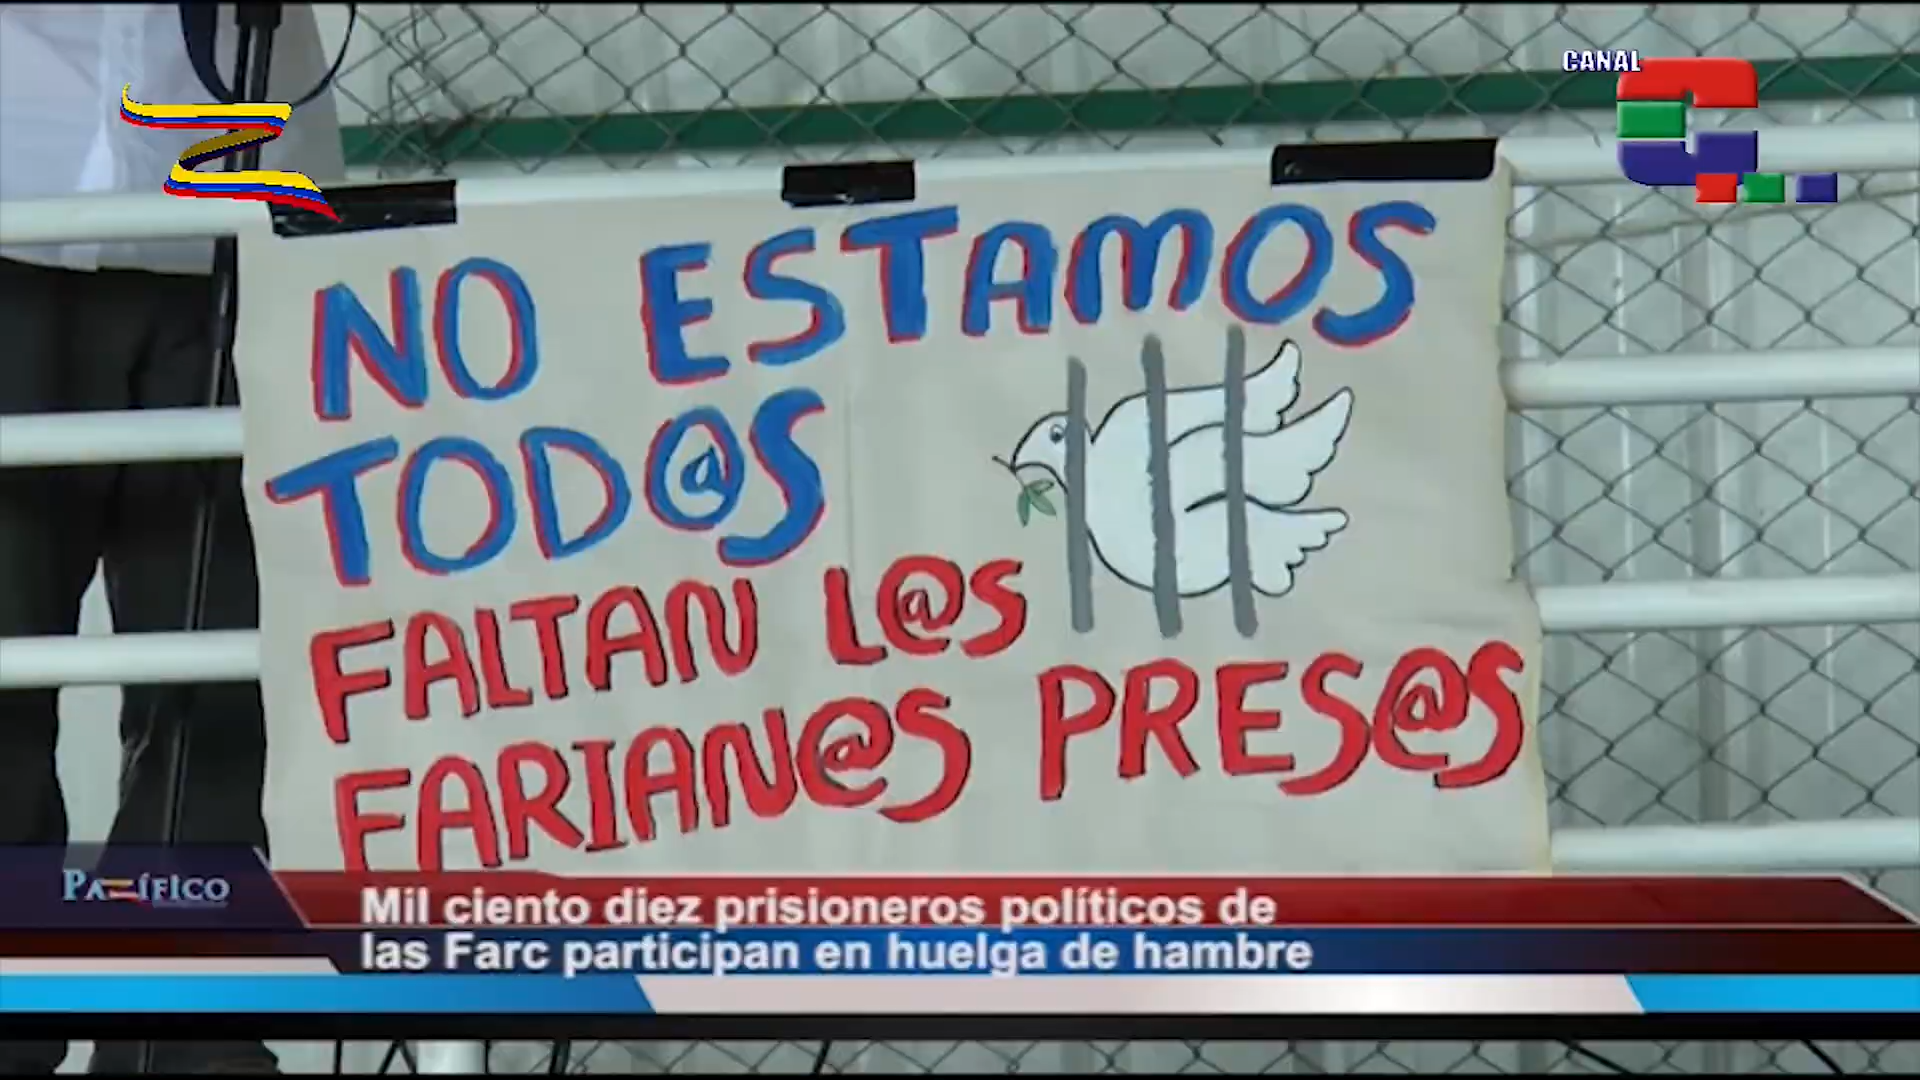 CANAL
NO ESTAMOS
TOD@S
FALTAN L@S
FARIAN@S PRES@S
PAZÍFICO
Mil ciento diez prisioneros políticos de
las Farc participan en huelga de hambre